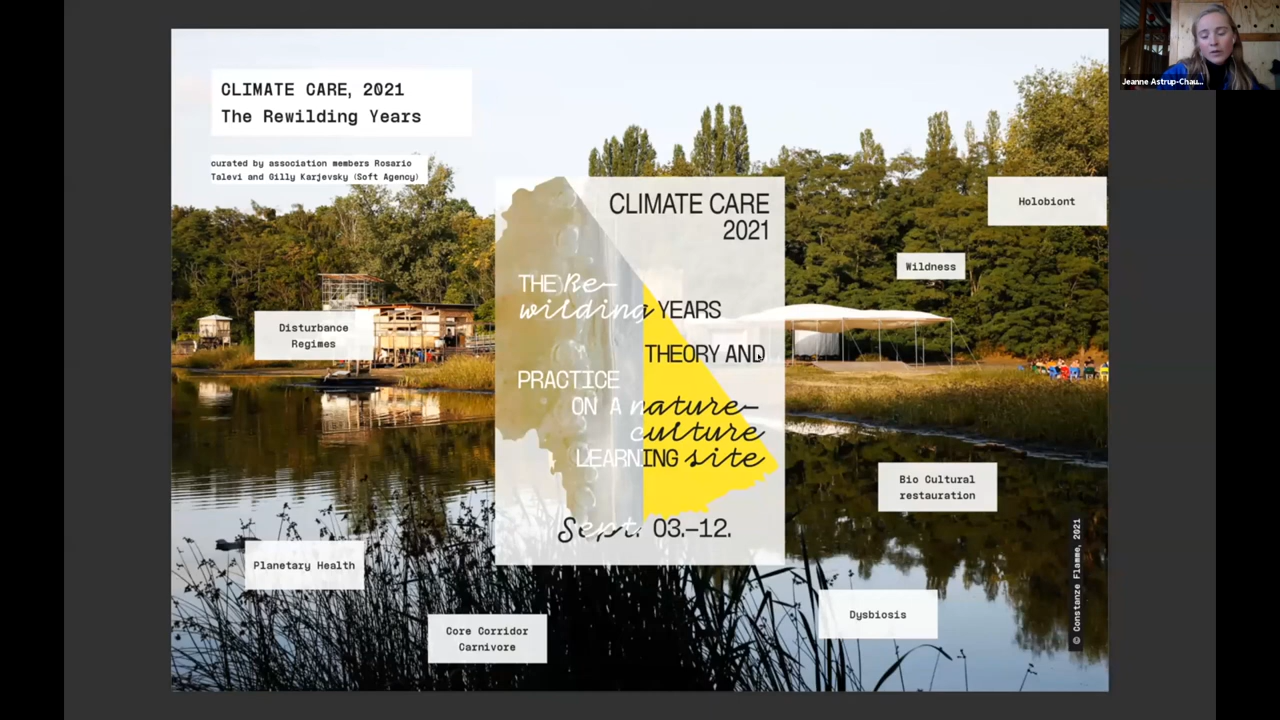 Jeanne Astrup-Chau...
CLIMATE CARE, 2021
The Rewilding Years
curated by association members Rosario
Talevi and Gilly Karjevsky (Soft Agency)
CLIMATE CARE
2021
THE Re-
wilding YEARS
THEORY AND
PRACTICE
ON A nature-
culture
LEARNING site
Sept. 03.–12.
Holobiont
Wildness
Disturbance
Regimes
Bio Cultural
restauration
Planetary Health
Dysbiosis
Core Corridor
Carnivore
© Constanze Flamme, 2021